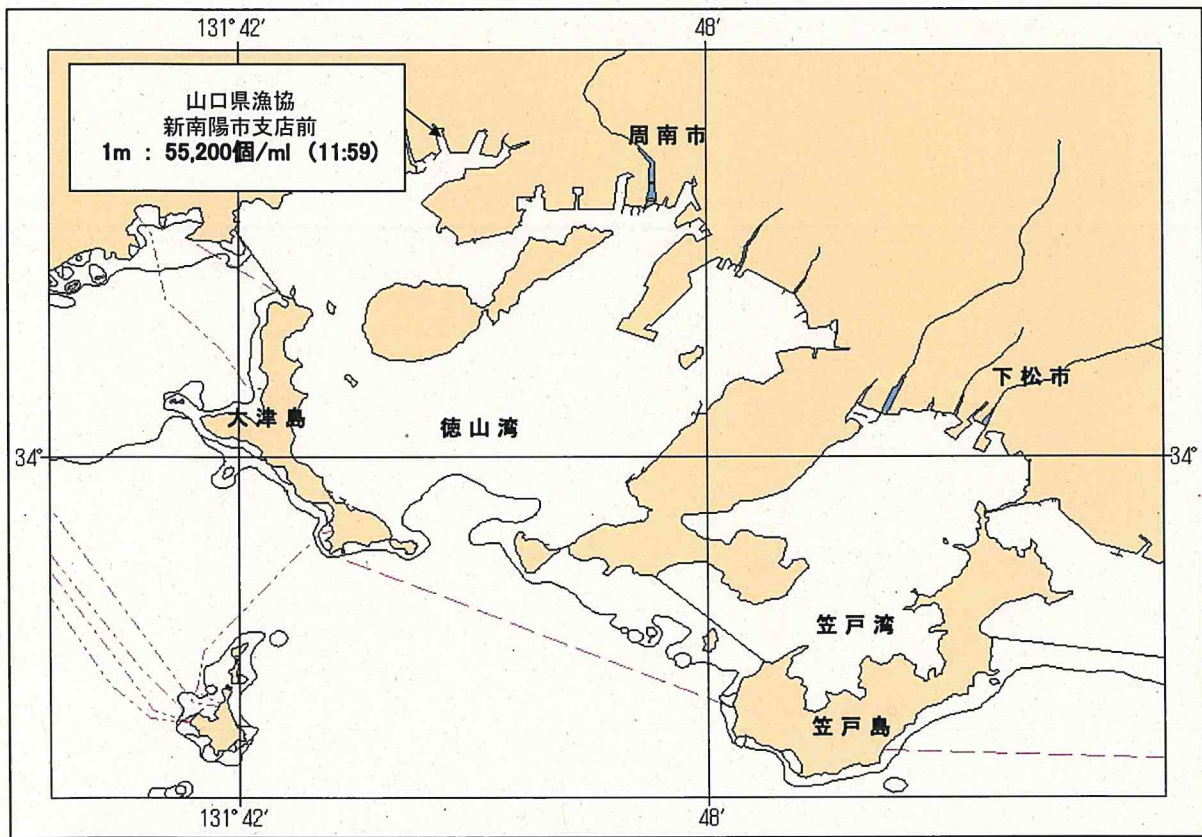 131° 42′
48′
山口県漁協
新南陽市支店前
1m : 55,200個/ml (11:59)
周南市
下松市
大津島
徳山湾
34°
34°
笠戸湾
笠戸島
131° 42′
48′